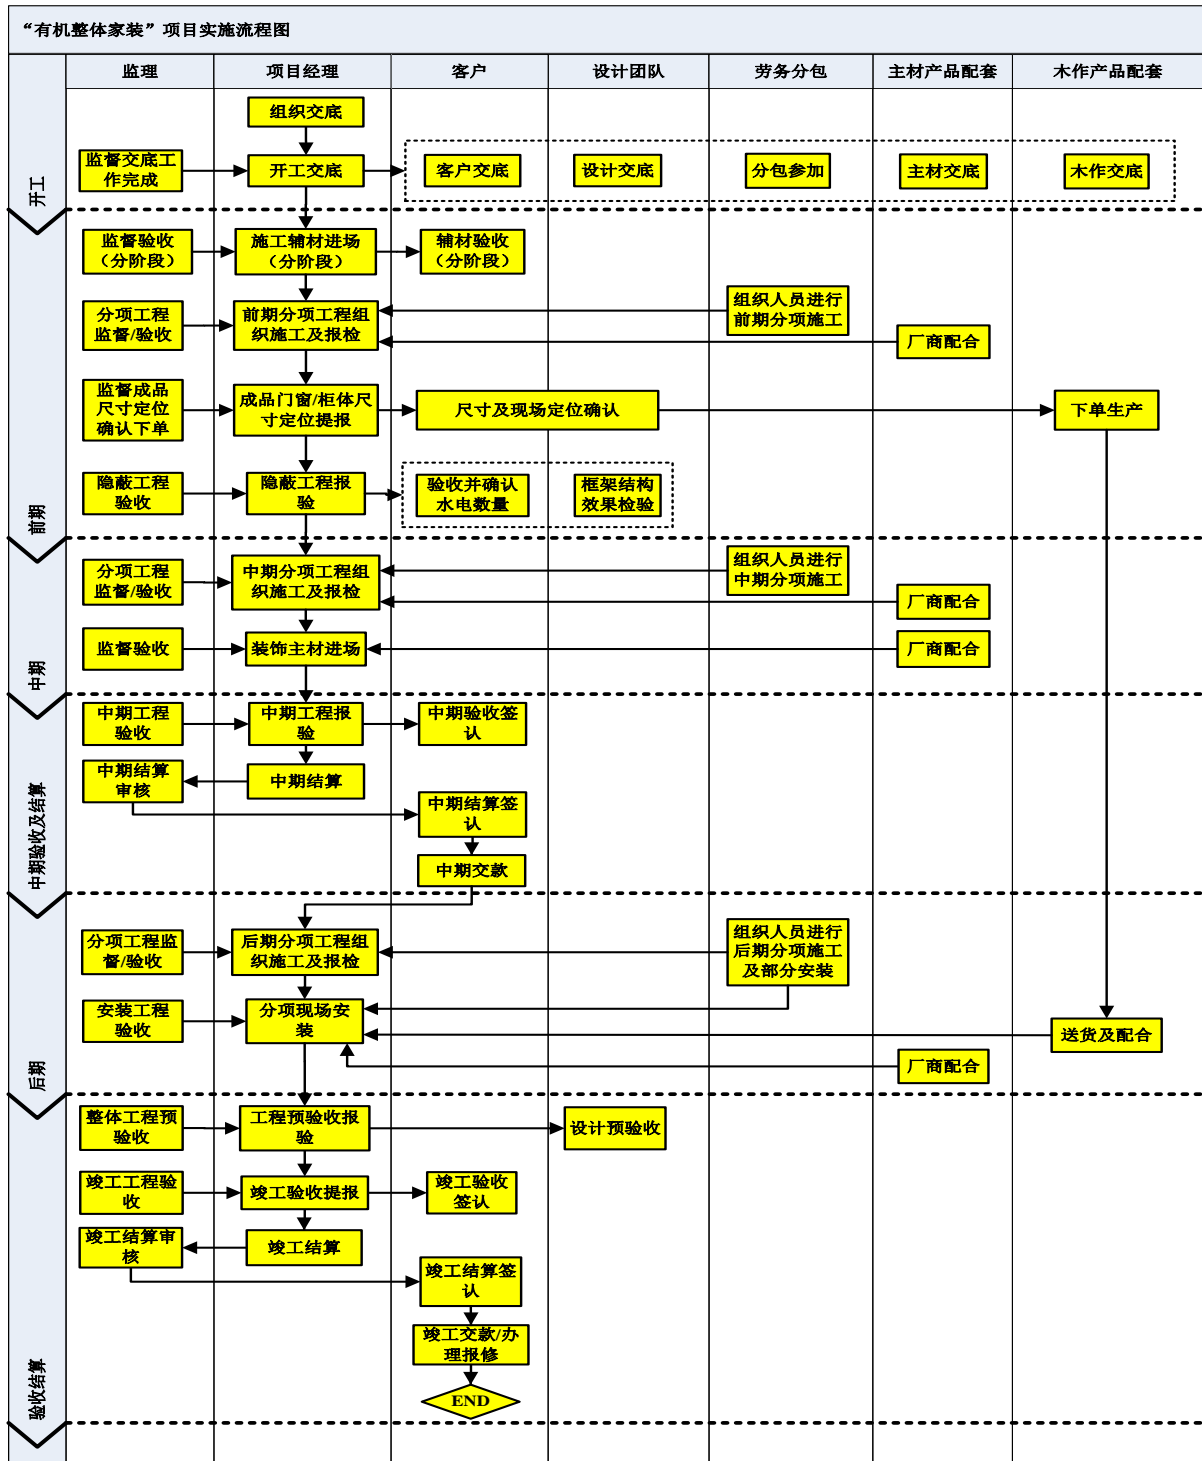 “有机整体家装”项目实施流程图
监理
项目经理
客户
设计团队
劳务分包
主材产品配套
木作产品配套
开工
组织交底
监督交底工
作完成
开工交底
客户交底
设计交底
分包参加
主材交底
木作交底
前期
监督验收
（分阶段）
施工辅材进场
（分阶段）
辅材验收
（分阶段）
分项工程
监督/验收
前期分项工程组
织施工及报检
组织人员进行
前期分项施工
厂商配合
监督成品
尺寸定位
确认下单
成品门窗/柜体尺
寸定位提报
尺寸及现场定位确认
下单生产
隐蔽工程
验收
隐蔽工程报
验
验收并确认
水电数量
框架结构
效果检验
中期
分项工程
监督/验收
中期分项工程组
织施工及报检
组织人员进行
中期分项施工
厂商配合
监督验收
装饰主材进场
厂商配合
中期验收及结算
中期工程
验收
中期工程报
验
中期验收签
认
中期结算
审核
中期结算
中期结算签
认
中期交款
后期
分项工程监
督/验收
后期分项工程组
织施工及报检
组织人员进行
后期分项施工
及部分安装
安装工程
验收
分项现场安
装
送货及配合
厂商配合
验收结算
整体工程预
验收
工程预验收报
验
设计预验收
竣工工程验
收
竣工验收提报
竣工验收
签认
竣工结算审
核
竣工结算
竣工结算签
认
竣工交款/办
理报修
END